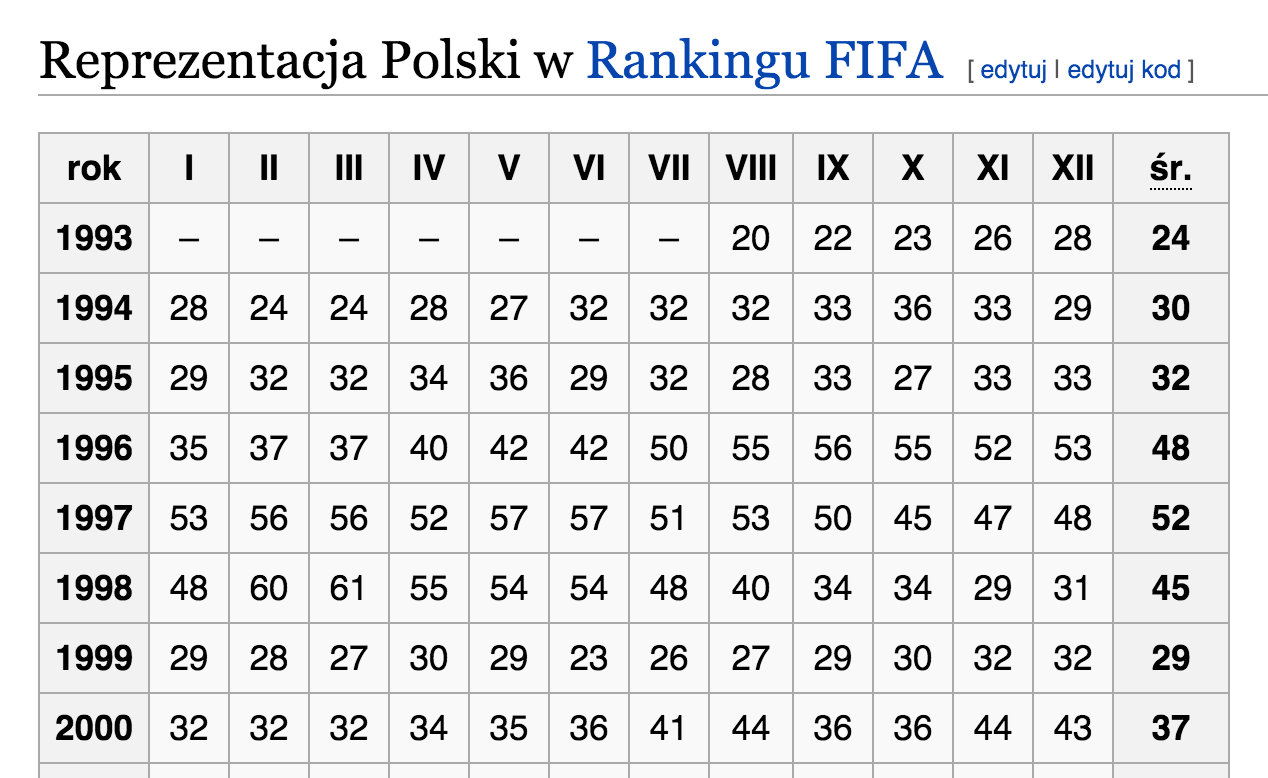 Reprezentacja Polski w Rankingu FIFA [ edytuj | edytuj kod ]
rok I II III IV V VI VII VIII IX X XI XII śr.
1993 – – – – – – – 20 22 23 26 28 24
1994 28 24 24 28 27 32 32 32 33 36 33 29 30
1995 29 32 32 34 36 29 32 28 33 27 33 33 32
1996 35 37 37 40 42 42 50 55 56 55 52 53 48
1997 53 56 56 52 57 57 51 53 50 45 47 48 52
1998 48 60 61 55 54 54 48 40 34 34 29 31 45
1999 29 28 27 30 29 23 26 27 29 30 32 32 29
2000 32 32 32 34 35 36 41 44 36 36 44 43 37